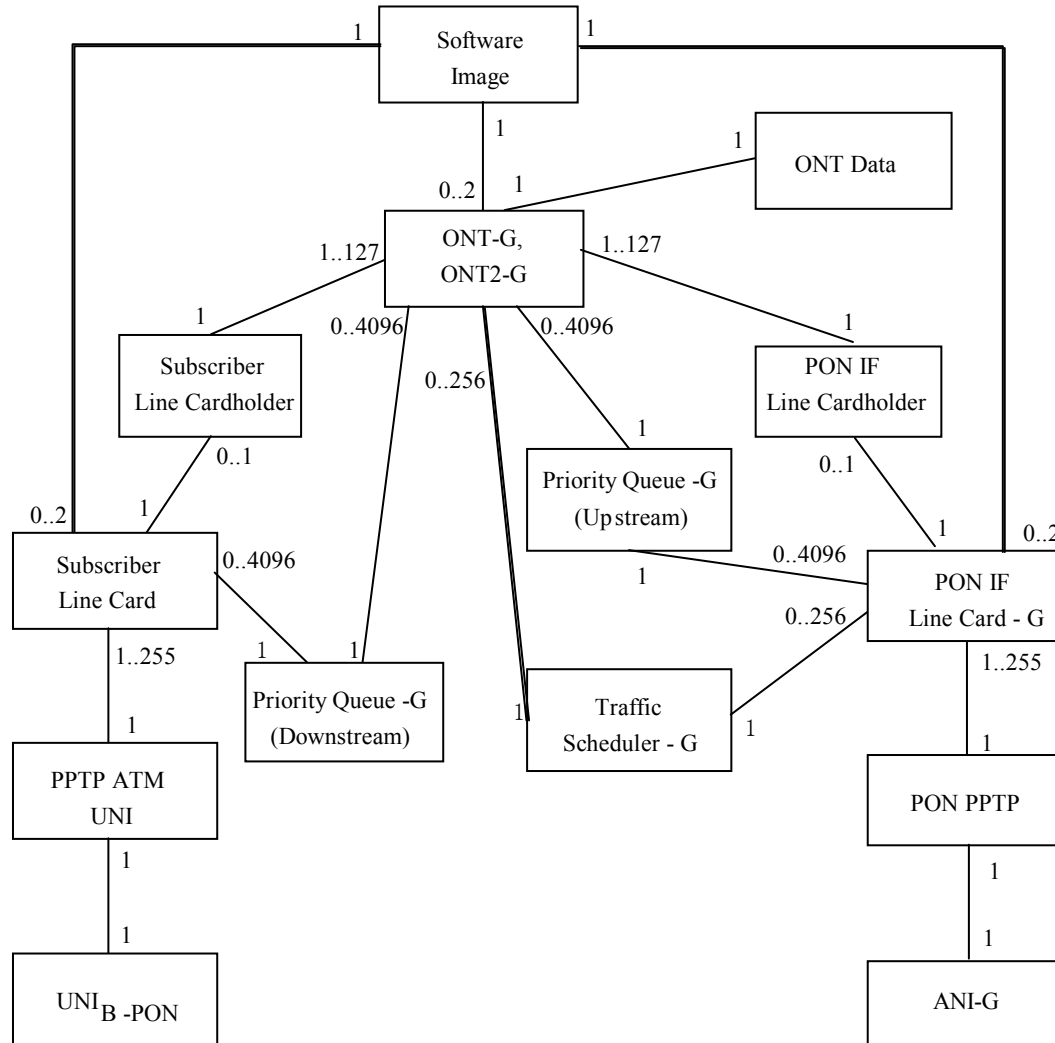 1
1
Software
Image
1
1
ONT Data
0..2
1
1..127
ONT-G,
ONT2-G
1..127
1
0..4096
0..4096
1
Subscriber
Line Cardholder
0..256
PON IF
Line Cardholder
1
0..1
0..1
Priority Queue -G
(Upstream)
0..2
1
1
0..2
Subscriber
Line Card
0..4096
0..4096
1
PON IF
Line Card - G
0..256
1..255
1
1
1..255
Priority Queue -G
(Downstream)
1
Traffic
Scheduler - G
1
1
1
PPTP ATM
UNI
PON PPTP
1
1
1
1
UNI B -PON
ANI-G